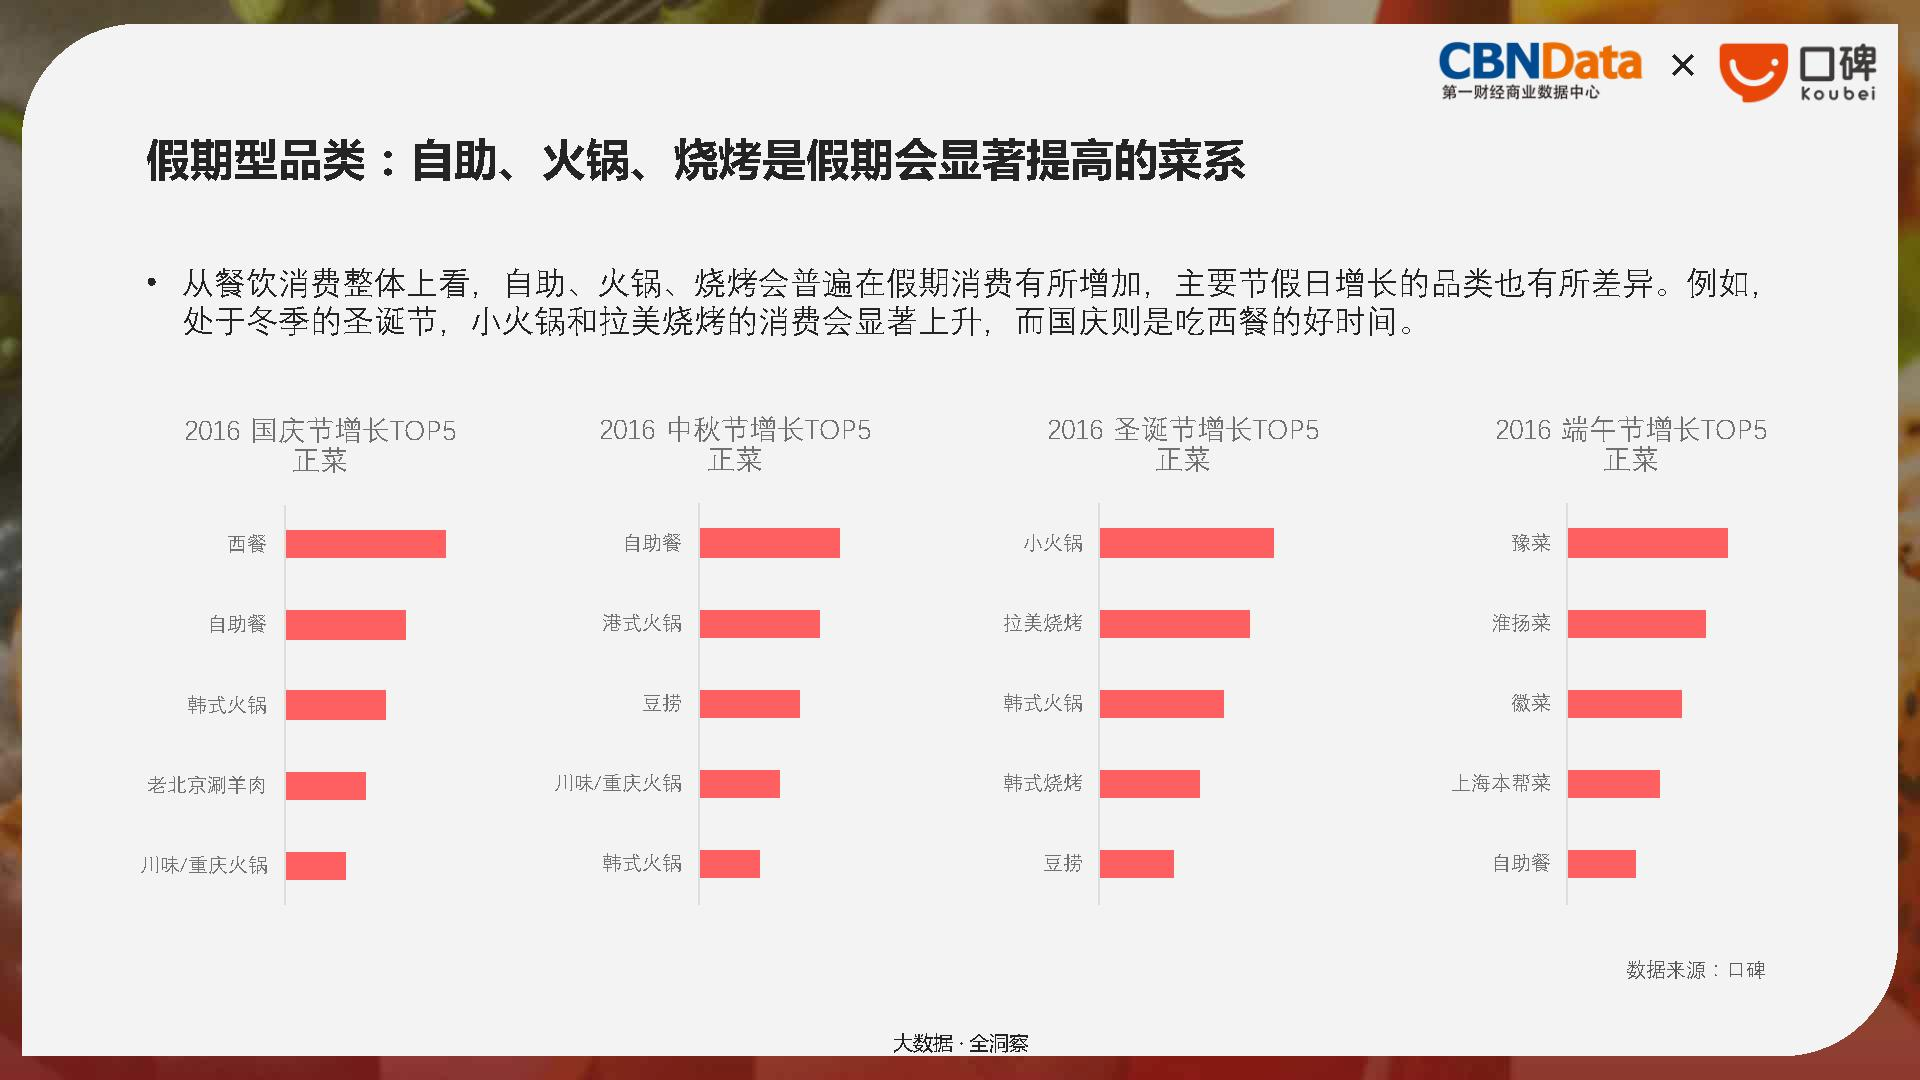 CBNData × 口碑
第一财经商业数据中心 Koubei
假期型品类：自助、火锅、烧烤是假期会显著提高的菜系
• 从餐饮消费整体上看，自助、火锅、烧烤会普遍在假期消费有所增加，主要节假日增长的品类也有所差异。例如，
处于冬季的圣诞节，小火锅和拉美烧烤的消费会显著上升，而国庆则是吃西餐的好时间。
2016 国庆节增长TOP5
正菜
西餐
自助餐
韩式火锅
老北京涮羊肉
川味/重庆火锅
2016 中秋节增长TOP5
正菜
自助餐
港式火锅
豆捞
川味/重庆火锅
韩式火锅
2016 圣诞节增长TOP5
正菜
小火锅
拉美烧烤
韩式火锅
韩式烧烤
豆捞
2016 端午节增长TOP5
正菜
豫菜
淮扬菜
徽菜
上海本帮菜
自助餐
数据来源：口碑
大数据·全洞察